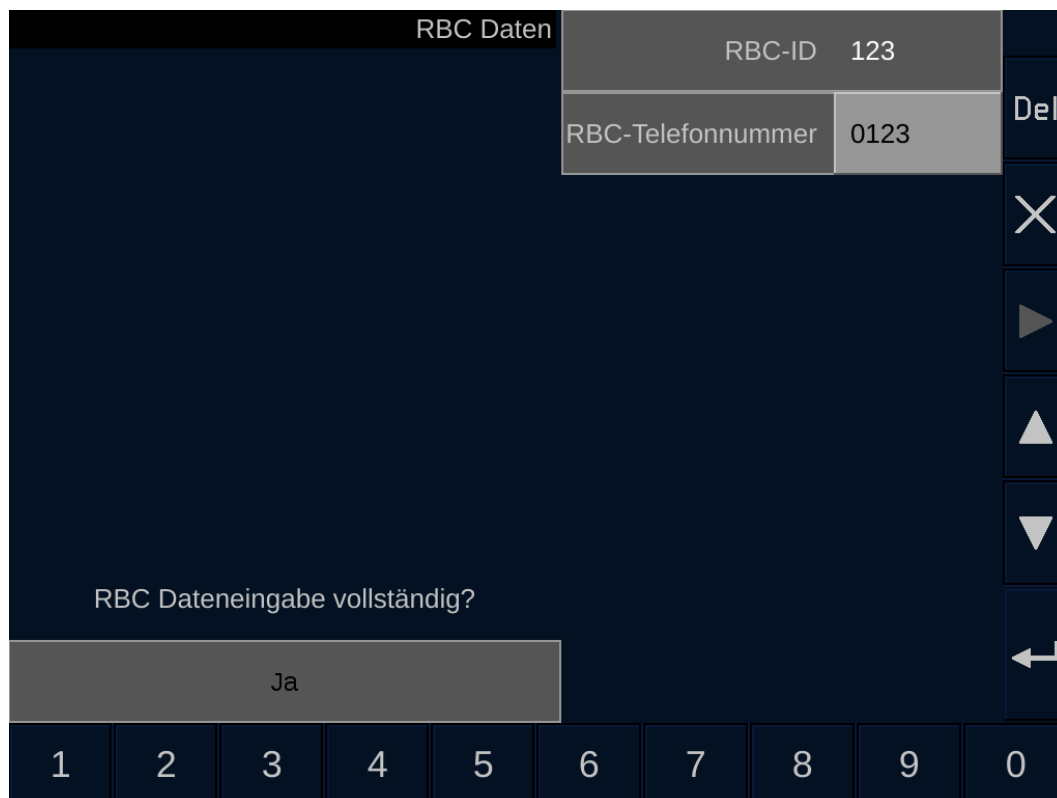 RBC Daten
RBC-ID 123
RBC-Telefonnummer 0123
Del
RBC Dateneingabe vollständig?
Ja
1 2 3 4 5 6 7 8 9 0